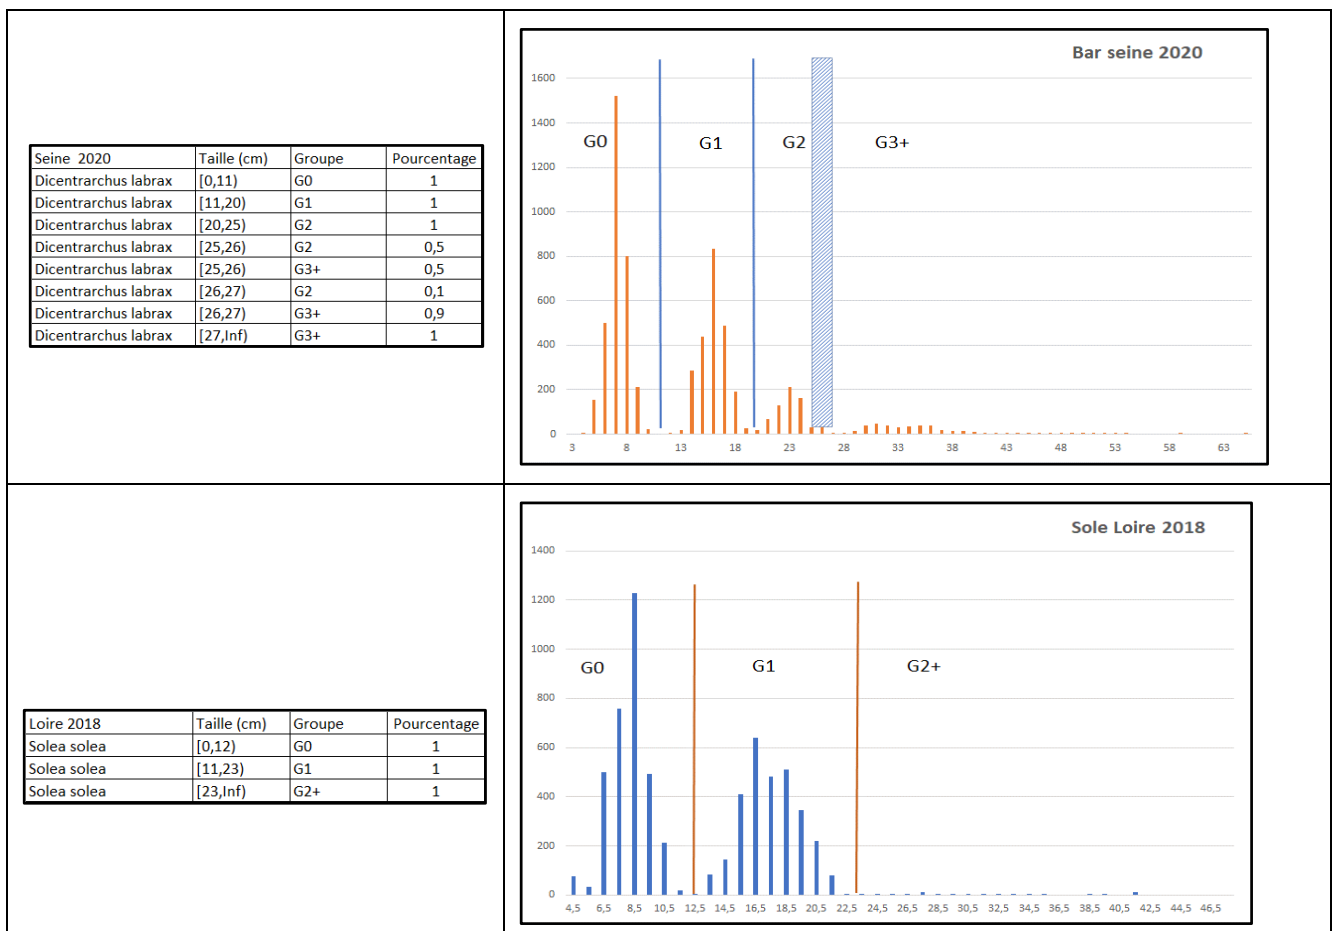 Seine 2020 Taille (cm) Groupe Pourcentage
Dicentrarchus labrax [0,11) G0 1
Dicentrarchus labrax [11,20) G1 1
Dicentrarchus labrax [20,25) G2 1
Dicentrarchus labrax [25,26) G2 0,5
Dicentrarchus labrax [25,26) G3+ 0,5
Dicentrarchus labrax [26,27) G2 0,1
Dicentrarchus labrax [26,27) G3+ 0,9
Dicentrarchus labrax [27,Inf) G3+ 1
Bar seine 2020
1600
1400
1200
1000
800
600
400
200
0
G0 G1 G2 G3+
3 8 13 18 23 28 33 38 43 48 53 58 63
Loire 2018 Taille (cm) Groupe Pourcentage
Solea solea [0,12) G0 1
Solea solea [11,23) G1 1
Solea solea [23,Inf) G2+ 1
Sole Loire 2018
1400
1200
1000
800
600
400
200
0
G0 G1 G2+
4,5 6,5 8,5 10,5 12,5 14,5 16,5 18,5 20,5 22,5 24,5 26,5 28,5 30,5 32,5 34,5 36,5 38,5 40,5 42,5 44,5 46,5